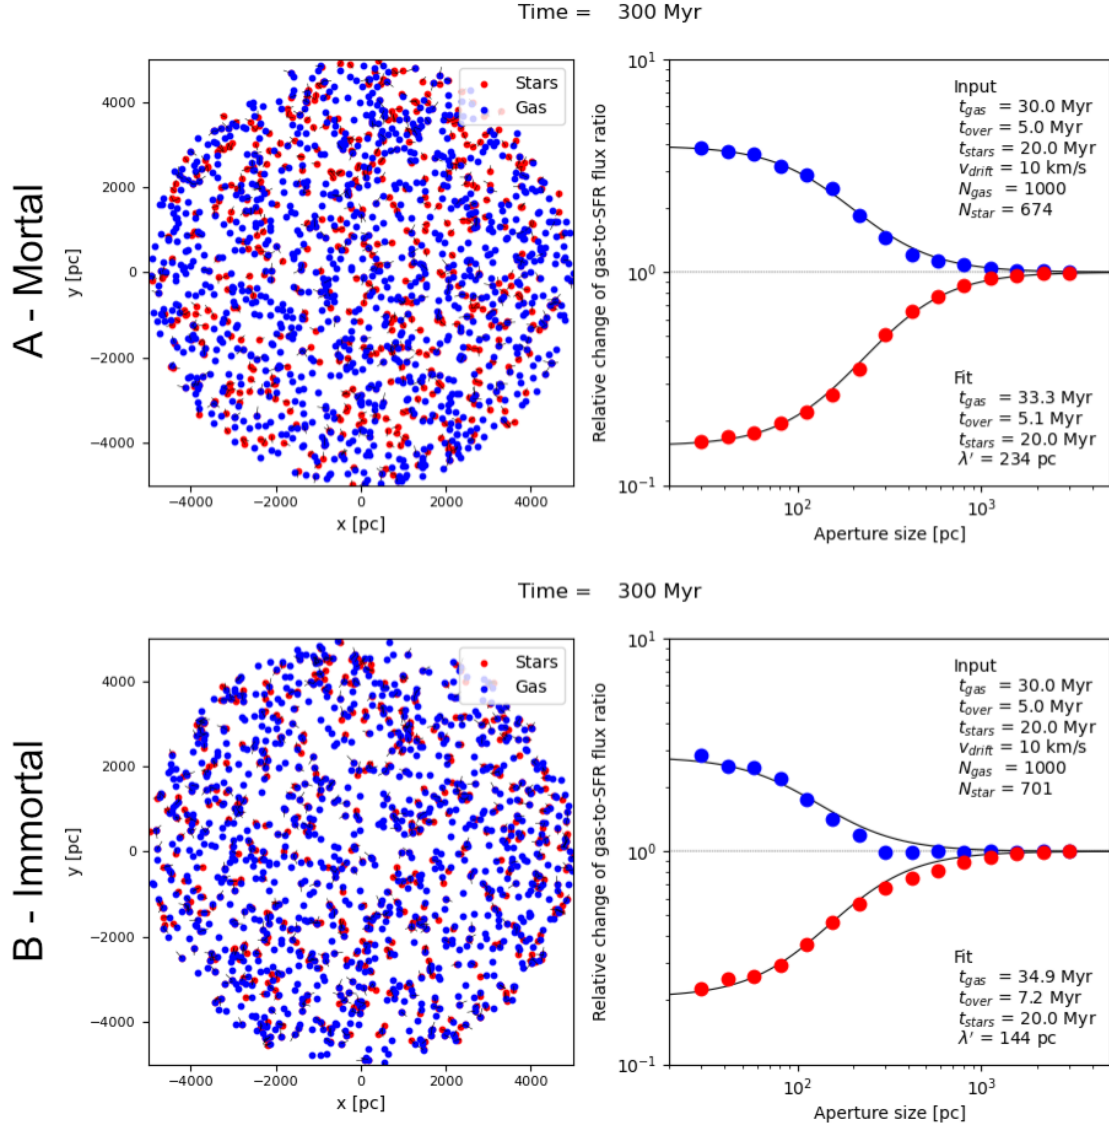 A - Mortal
Time = 300 Myr
Stars
Gas
4000
2000
0
−2000
−4000
y [pc]
−4000 −2000 0 2000 4000
x [pc]
Relative change of gas-to-SFR flux ratio
10^1
10^0
10^-1
Input
t_gas = 30.0 Myr
t_over = 5.0 Myr
t_stars = 20.0 Myr
v_drift = 10 km/s
N_gas = 1000
N_star = 674
Fit
t_gas = 33.3 Myr
t_over = 5.1 Myr
t_stars = 20.0 Myr
λ' = 234 pc
10^2 10^3
Aperture size [pc]
B - Immortal
Time = 300 Myr
Stars
Gas
4000
2000
0
−2000
−4000
y [pc]
−4000 −2000 0 2000 4000
x [pc]
Relative change of gas-to-SFR flux ratio
10^1
10^0
10^-1
Input
t_gas = 30.0 Myr
t_over = 5.0 Myr
t_stars = 20.0 Myr
v_drift = 10 km/s
N_gas = 1000
N_star = 701
Fit
t_gas = 34.9 Myr
t_over = 7.2 Myr
t_stars = 20.0 Myr
λ' = 144 pc
10^2 10^3
Aperture size [pc]